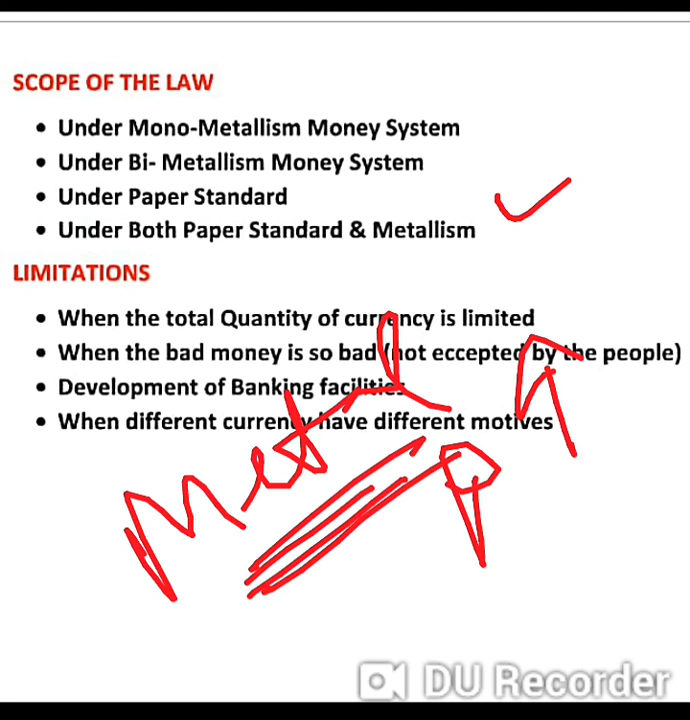 SCOPE OF THE LAW
• Under Mono-Metallism Money System
• Under Bi- Metallism Money System
• Under Paper Standard
• Under Both Paper Standard & Metallism
LIMITATIONS
• When the total Quantity of currency is limited
• When the bad money is so bad (not eccepted by the people)
• Development of Banking facilities
• When different currency have different motives
Metal
DU Recorder